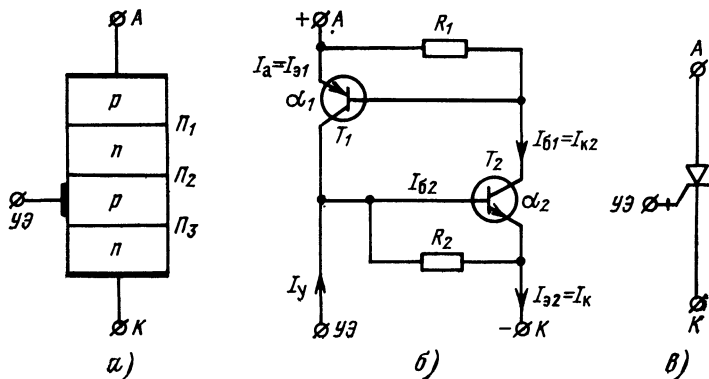 A
p
П₁
n
П₂
p
УЭ
П₃
n
К
а)
+ A
R₁
Iа=Iэ1
α₁
T₁
Iб1=Iк2
T₂
Iб2
α₂
R₂
Iу
Iэ2=Iк
УЭ
-К
б)
A
УЭ
К
в)